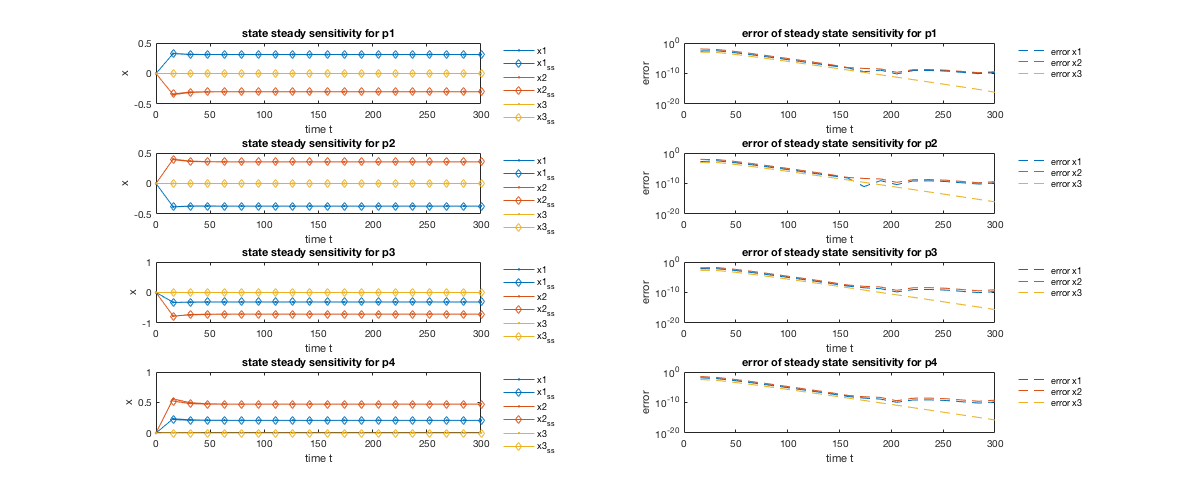 state steady sensitivity for p1
0.5
0
-0.5
x
0 50 100 150 200 250 300
time t
x1
x1ss
x2
x2ss
x3
x3ss
error of steady state sensitivity for p1
10^0
10^-10
10^-20
error
0 50 100 150 200 250 300
time t
error x1
error x2
error x3
state steady sensitivity for p2
0.5
0
-0.5
x
0 50 100 150 200 250 300
time t
x1
x1ss
x2
x2ss
x3
x3ss
error of steady state sensitivity for p2
10^0
10^-10
10^-20
error
0 50 100 150 200 250 300
time t
error x1
error x2
error x3
state steady sensitivity for p3
1
0
-1
x
0 50 100 150 200 250 300
time t
x1
x1ss
x2
x2ss
x3
x3ss
error of steady state sensitivity for p3
10^0
10^-10
10^-20
error
0 50 100 150 200 250 300
time t
error x1
error x2
error x3
state steady sensitivity for p4
1
0.5
0
x
0 50 100 150 200 250 300
time t
x1
x1ss
x2
x2ss
x3
x3ss
error of steady state sensitivity for p4
10^0
10^-10
10^-20
error
0 50 100 150 200 250 300
time t
error x1
error x2
error x3